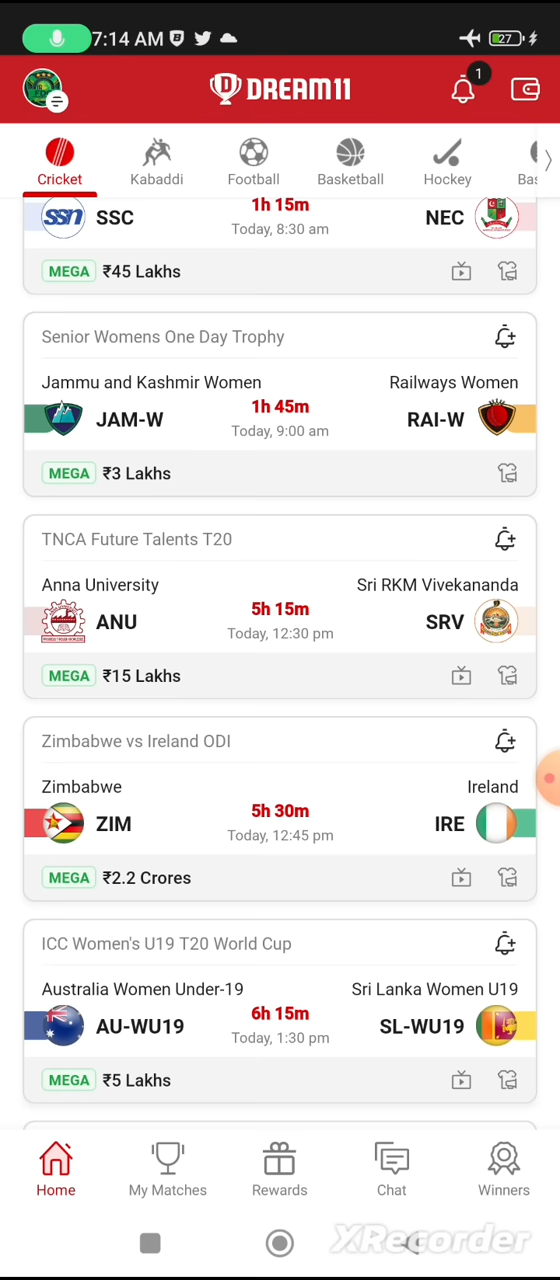 7:14 AM
27
DREAM11
1
Cricket Kabaddi Football Basketball Hockey Bas
1h 15m
SSC NEC
Today, 8:30 am
MEGA ₹45 Lakhs
Senior Womens One Day Trophy
Jammu and Kashmir Women Railways Women
1h 45m
JAM-W RAI-W
Today, 9:00 am
MEGA ₹3 Lakhs
TNCA Future Talents T20
Anna University Sri RKM Vivekananda
5h 15m
ANU SRV
Today, 12:30 pm
MEGA ₹15 Lakhs
Zimbabwe vs Ireland ODI
Zimbabwe Ireland
5h 30m
ZIM IRE
Today, 12:45 pm
MEGA ₹2.2 Crores
ICC Women's U19 T20 World Cup
Australia Women Under-19 Sri Lanka Women U19
6h 15m
AU-WU19 SL-WU19
Today, 1:30 pm
MEGA ₹5 Lakhs
Home My Matches Rewards Chat Winners
XRecorder